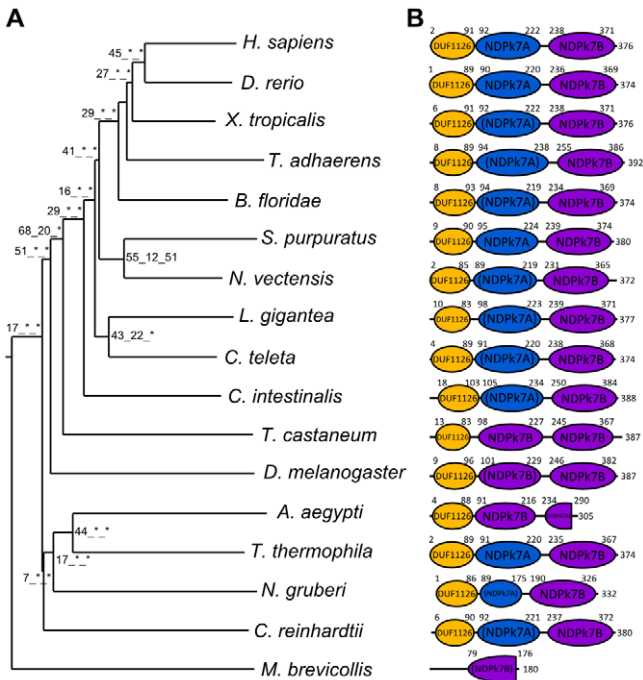 A
B
45_*_*
H. sapiens
2 91 92 222 238 371
DUF1126 NDPk7A) NDPk7B 376
27_*_*
D. rerio
1 89 90 220 236 369
DUF1126 NDPk7A) NDPk7B 374
29_*_*
X. tropicalis
6 91 92 222 238 371
DUF1126 (NDPk7A) NDPk7B 376
41_*_*
T. adhaerens
8 89 94 238 255 386
DUF1126 (NDPk7A) NDPk7B 392
16_*_*
B. floridae
8 93 94 219 234 369
DUF1126 (NDPk7A) NDPk7B 374
29_*_*
68_20_*
S. purpuratus
9 90 95 224 239 374
DUF1126 NDPk7A) NDPk7B 380
51_*_*
55_12_51
N. vectensis
2 85 89 219 231 365
DUF1126 (NDPk7A) NDPk7B 372
L. gigantea
10 83 98 223 239 371
DUF1126 (NDPk7A) NDPk7B 377
17_*_*
43_22_*
C. teleta
4 89 91 220 238 368
DUF1126 (NDPk7A) NDPk7B 374
C. intestinalis
18 103 105 234 250 384
DUF1126 (NDPk7A) NDPk7B 388
T. castaneum
13 83 98 227 245 367
DUF1126 NDPk7B NDPk7B 387
D. melanogaster
9 96 101 229 246 382
DUF1126 (NDPk7B) NDPk7B 387
A. aegypti
4 88 91 216 234 290
DUF1126 NDPk7B 305
44_*_*
T. thermophila
2 89 91 220 235 367
DUF1126 NDPk7A) NDPk7B 374
17_*_*
7_*_*
N. gruberi
1 86 89 175 190 326
DUF1126 (NDPk7A) NDPk7B 332
C. reinhardtii
6 90 92 221 237 372
DUF1126 (NDPk7A) NDPk7B 380
M. brevicollis
79 176
(NDPk7B) 180